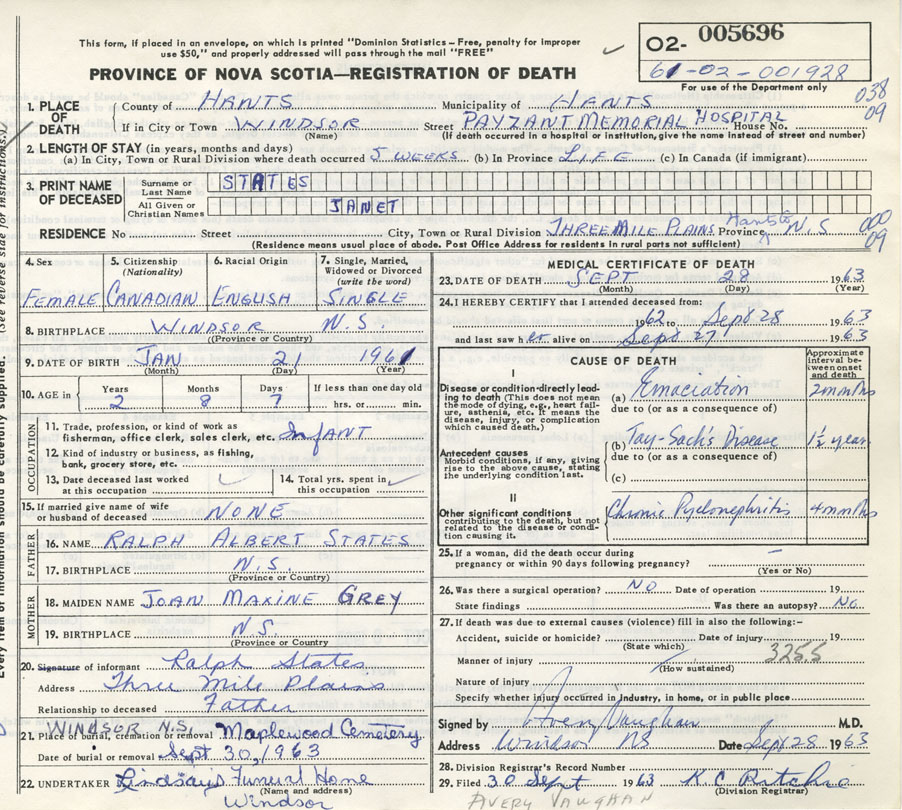 This form, if placed in an envelope, on which is printed "Dominion Statistics – Free, penalty for improper
use $50," and properly addressed will pass through the mail "FREE"
PROVINCE OF NOVA SCOTIA—REGISTRATION OF DEATH
O2- 005696
61-02-001928
For use of the Department only
038
09
1. PLACE OF DEATH
County of HANTS Municipality of HANTS
If in City or Town WINDSOR Street PAYZANT MEMORIAL HOSPITAL House No.
(Name) (If death occurred in a hospital or institution, give the name instead of street and number)
2. LENGTH OF STAY (in years, months and days)
(a) In City, Town or Rural Division where death occurred 5 WEEKS (b) In Province LIFE (c) In Canada (if immigrant)
3. PRINT NAME OF DECEASED
Surname or Last Name STATES
All Given or Christian Names JANET
RESIDENCE No Street City, Town or Rural Division THREE MILE PLAINS Hants Co Province N.S
000
09
(Residence means usual place of abode. Post Office Address for residents in rural parts not sufficient)
4. Sex
FEMALE
5. Citizenship (Nationality)
CANADIAN
6. Racial Origin
ENGLISH
7. Single, Married, Widowed or Divorced (write the word)
SINGLE
8. BIRTHPLACE WINDSOR N.S.
(Province or Country)
9. DATE OF BIRTH JAN 21 1961
(Month) (Day) (Year)
10. AGE in Years 2 Months 8 Days 7 If less than one day old
hrs. or min.
OCCUPATION
11. Trade, profession, or kind of work as
fisherman, office clerk, sales clerk, etc. INFANT
12. Kind of industry or business, as fishing,
bank, grocery store, etc.
13. Date deceased last worked
at this occupation
14. Total yrs. spent in
this occupation
15. If married give name of wife
or husband of deceased NONE
FATHER
16. NAME RALPH ALBERT STATES
17. BIRTHPLACE N.S.
(Province or Country)
MOTHER
18. MAIDEN NAME JOAN MAXINE GREY
19. BIRTHPLACE N.S.
(Province or Country)
20. Signature of informant Ralph States
Address Three Mile Plains
Relationship to deceased Father
WINDSOR N.S.
21. Place of burial, cremation or removal Maplewood Cemetery
Date of burial or removal Sept 30, 1963
22. UNDERTAKER Lindsay's Funeral Home
(Name and address)
Windsor
MEDICAL CERTIFICATE OF DEATH
23. DATE OF DEATH SEPT 28 1963
(Month) (Day) (Year)
24. I HEREBY CERTIFY that I attended deceased from:
1962 to Sept 28 1963
and last saw her alive on Sept 27 1963
CAUSE OF DEATH
Approximate interval between onset and death
I
Disease or condition directly leading to death (This does not mean the mode of dying, e.g., heart failure, asthenia, etc. It means the disease, injury, or complication which caused death.)
(a) Emaciation 2 months
due to (or as a consequence of)
Antecedent causes
Morbid conditions, if any, giving rise to the above cause, stating the underlying condition last.
(b) Tay-Sach's Disease 1½ years
due to (or as a consequence of)
(c)
II
Other significant conditions contributing to the death, but not related to the disease or condition causing it.
Chronic Pyelonephritis 4 months
25. If a woman, did the death occur during
pregnancy or within 90 days following pregnancy? —
(Yes or No)
26. Was there a surgical operation? NO Date of operation 19
State findings Was there an autopsy? No
27. If death was due to external causes (violence) fill in also the following:-
Accident, suicide or homicide? Date of injury 19
(State which)
Manner of injury 325.5
(How sustained)
Nature of injury
Specify whether injury occurred in Industry, in home, or in public place
Signed by Avery Vaughan M.D.
Address Windsor NS Date Sept 28 1963
28. Division Registrar's Record Number
29. Filed 30 Sept 1963 K C Ritchie
(Division Registrar)
AVERY VAUGHAN
(See reverse side for instructions.)
Every item of information should be carefully supplied.